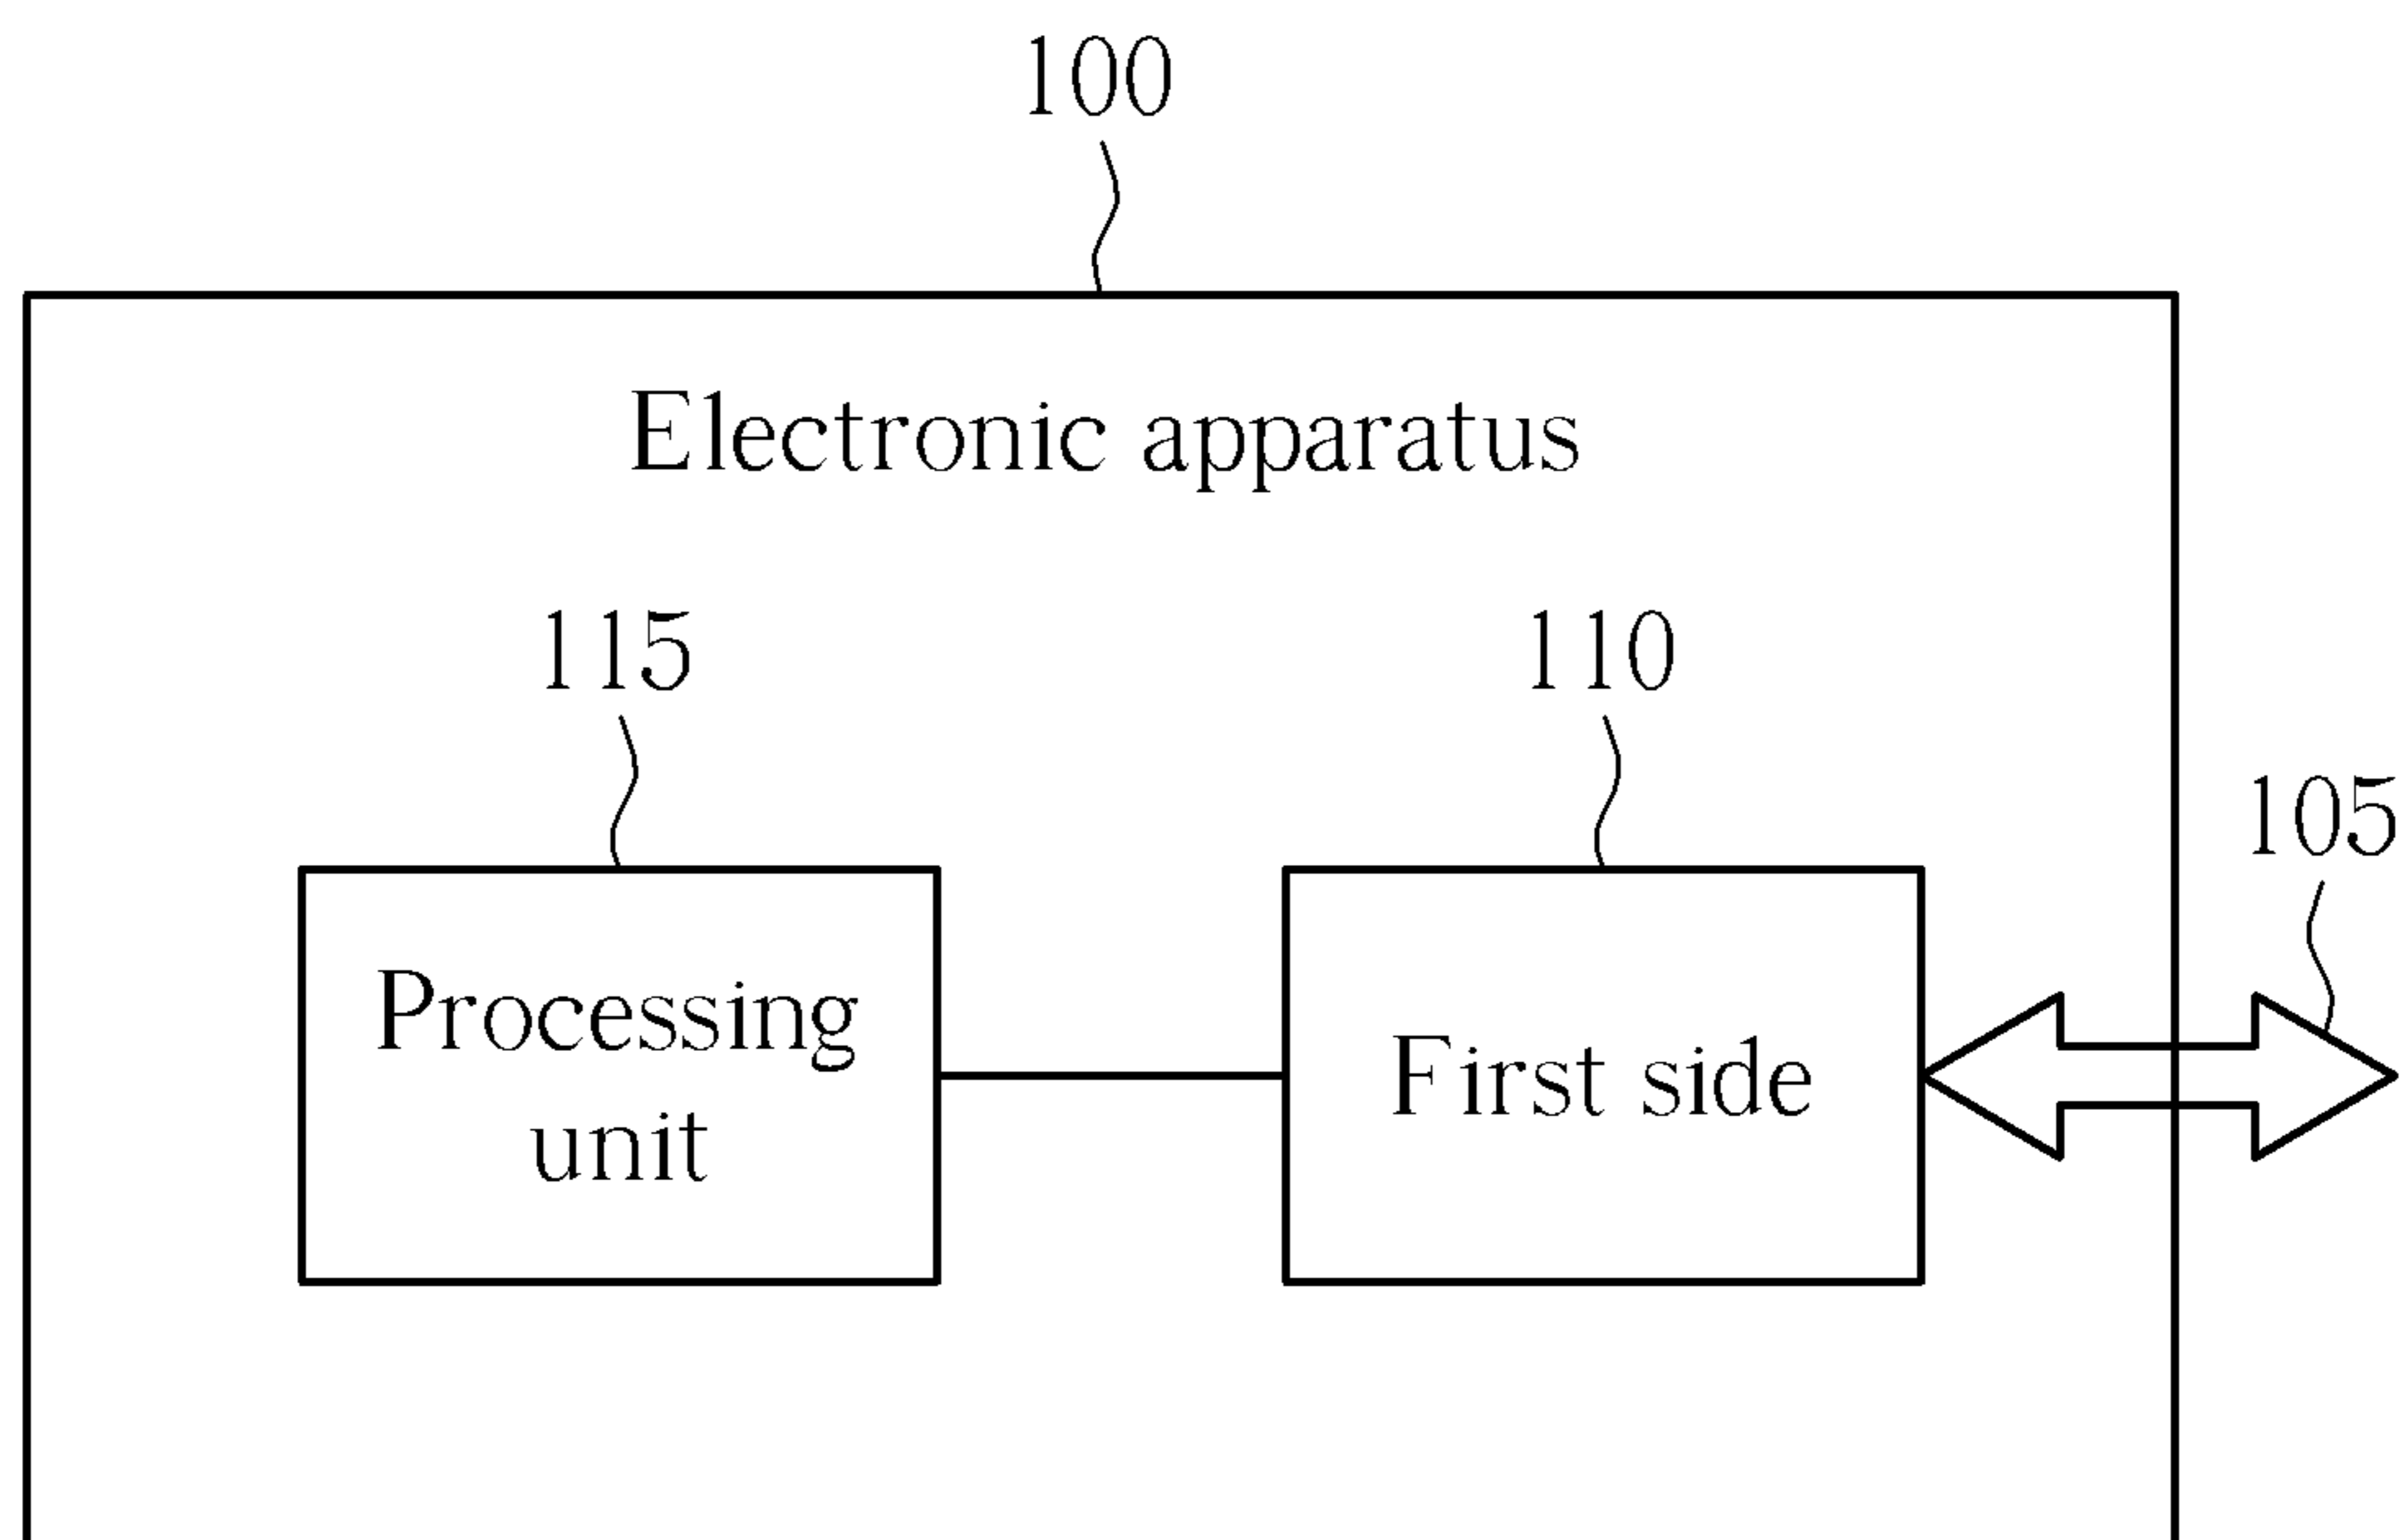 100
Electronic apparatus
115
110
105
Processing
unit
First side